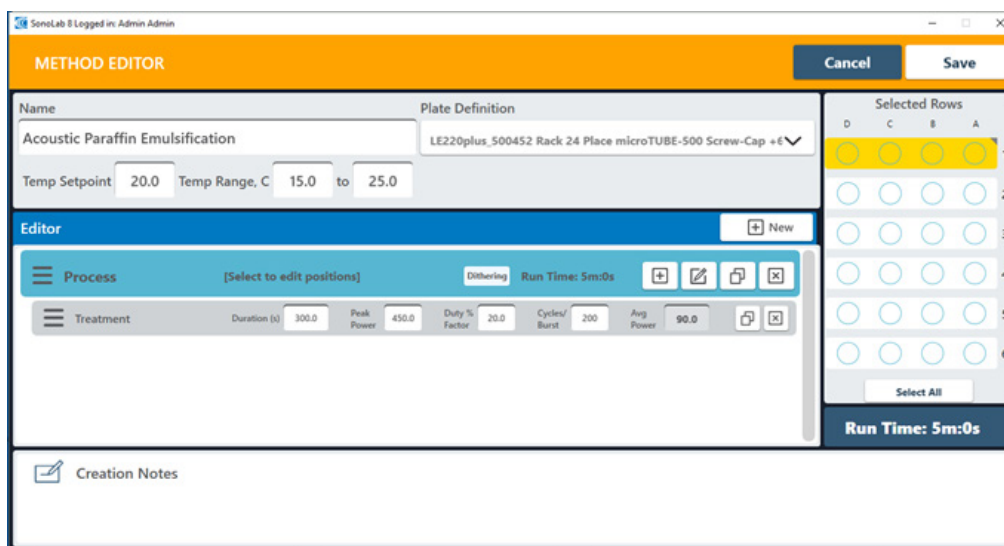 SonoLab 8 Logged in: Admin Admin
METHOD EDITOR
Cancel
Save
Name
Plate Definition
Acoustic Paraffin Emulsification
LE220plus_500452 Rack 24 Place microTUBE-500 Screw-Cap +6
Temp Setpoint 20.0 Temp Range, C 15.0 to 25.0
Selected Rows
D C B A
Editor
New
Process [Select to edit positions] Dithering Run Time: 5m:0s
Treatment Duration (s) 300.0 Peak Power 450.0 Duty % Factor 20.0 Cycles/ Burst 200 Avg Power 90.0
Select All
Run Time: 5m:0s
Creation Notes